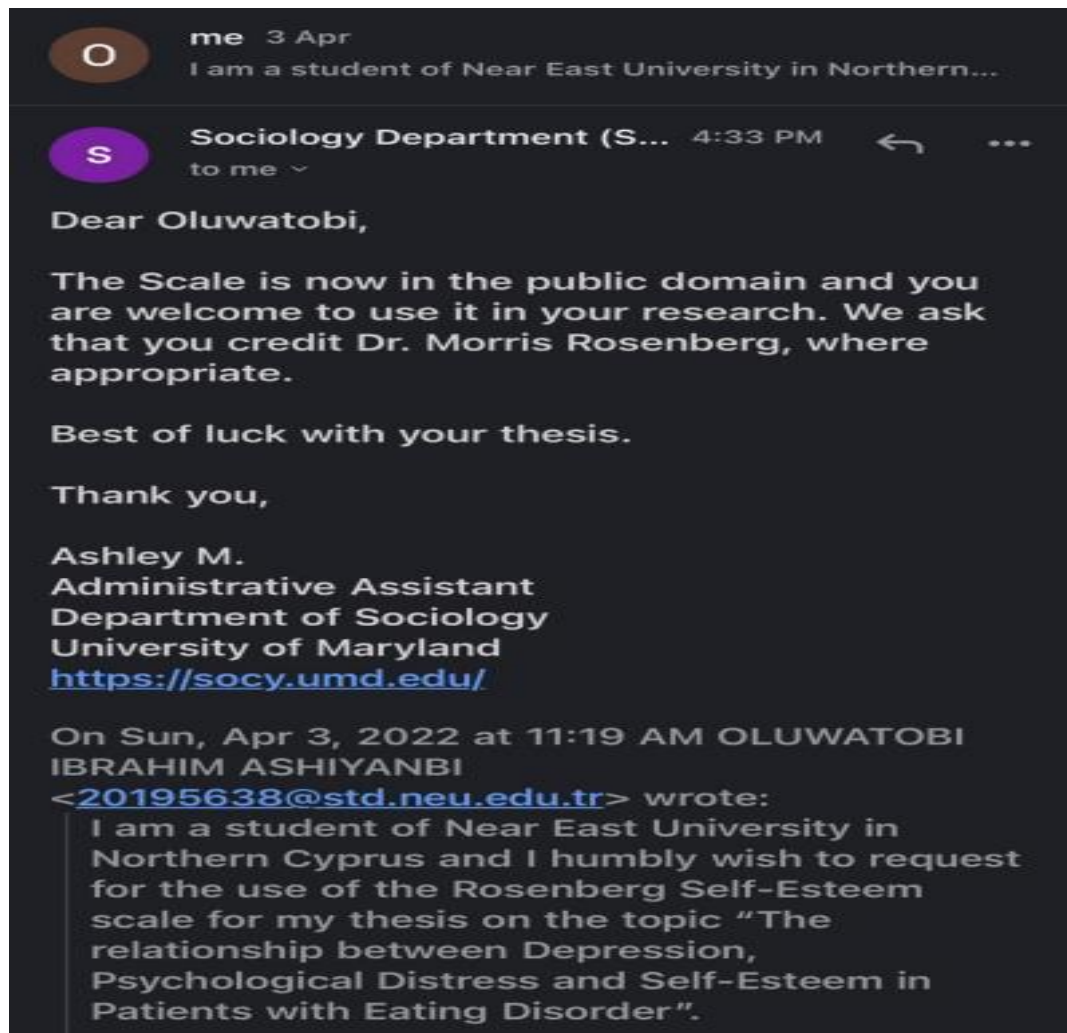 O
me 3 Apr
I am a student of Near East University in Northern...
S
Sociology Department (S... 4:33 PM
to me
Dear Oluwatobi,
The Scale is now in the public domain and you
are welcome to use it in your research. We ask
that you credit Dr. Morris Rosenberg, where
appropriate.
Best of luck with your thesis.
Thank you,
Ashley M.
Administrative Assistant
Department of Sociology
University of Maryland
https://socy.umd.edu/
On Sun, Apr 3, 2022 at 11:19 AM OLUWATOBI
IBRAHIM ASHIYANBI
<20195638@std.neu.edu.tr> wrote:
I am a student of Near East University in
Northern Cyprus and I humbly wish to request
for the use of the Rosenberg Self-Esteem
scale for my thesis on the topic “The
relationship between Depression,
Psychological Distress and Self-Esteem in
Patients with Eating Disorder”.